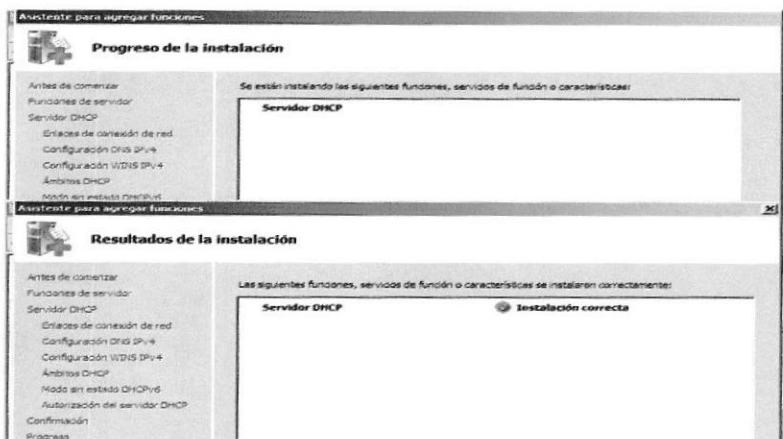 Asistente para agregar funciones
Progreso de la instalación
Antes de comenzar
Funciones de servidor
Servidor DHCP
Enlaces de conexión de red
Configuración DNS IPv4
Configuración WINS IPv4
Ámbitos DHCP
Modo sin estado DHCPv6
Se están instalando las siguientes funciones, servicios de función o características:
Servidor DHCP
Asistente para agregar funciones
Resultados de la instalación
Antes de comenzar
Funciones de servidor
Servidor DHCP
Enlaces de conexión de red
Configuración DNS IPv4
Configuración WINS IPv4
Ámbitos DHCP
Modo sin estado DHCPv6
Autorización del servidor DHCP
Confirmación
Progreso
Las siguientes funciones, servicios de función o características se instalaron correctamente:
Servidor DHCP Instalación correcta